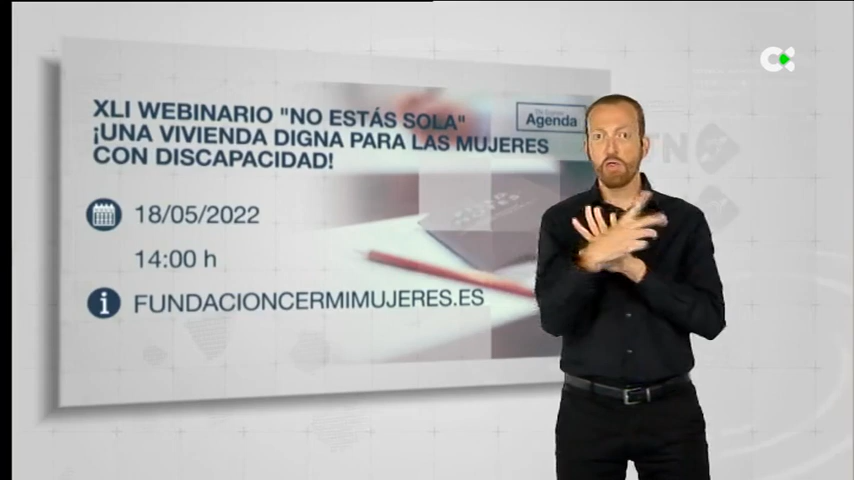 XLI WEBINARIO "NO ESTÁS SOLA"
¡UNA VIVIENDA DIGNA PARA LAS MUJERES
CON DISCAPACIDAD!
Agenda
18/05/2022
14:00 h
FUNDACIONCERMIMUJERES.ES
TN